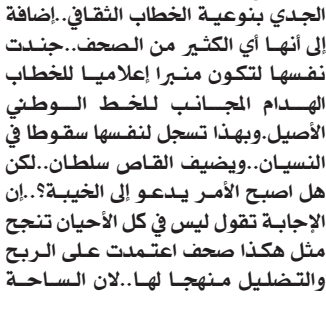 الجدي بنوعية الخطاب الثقافي..إضافة
إلى أنها أي الكثير من الصحف..جندت
نفسها لتكون منبرا إعلاميا للخطاب
الهدام المجانب للخط الوطني
الأصيل.وبهذا تسجل لنفسها سقوطا في
النسيان..ويضيف القاص سلطان..لكن
هل اصبح الأمر يدعو إلى الخيبة؟..إن
الإجابة تقول ليس في كل الأحيان تنجح
مثل هكذا صحف اعتمدت على الربح
والتضليل منهجا لها..لان الساحة